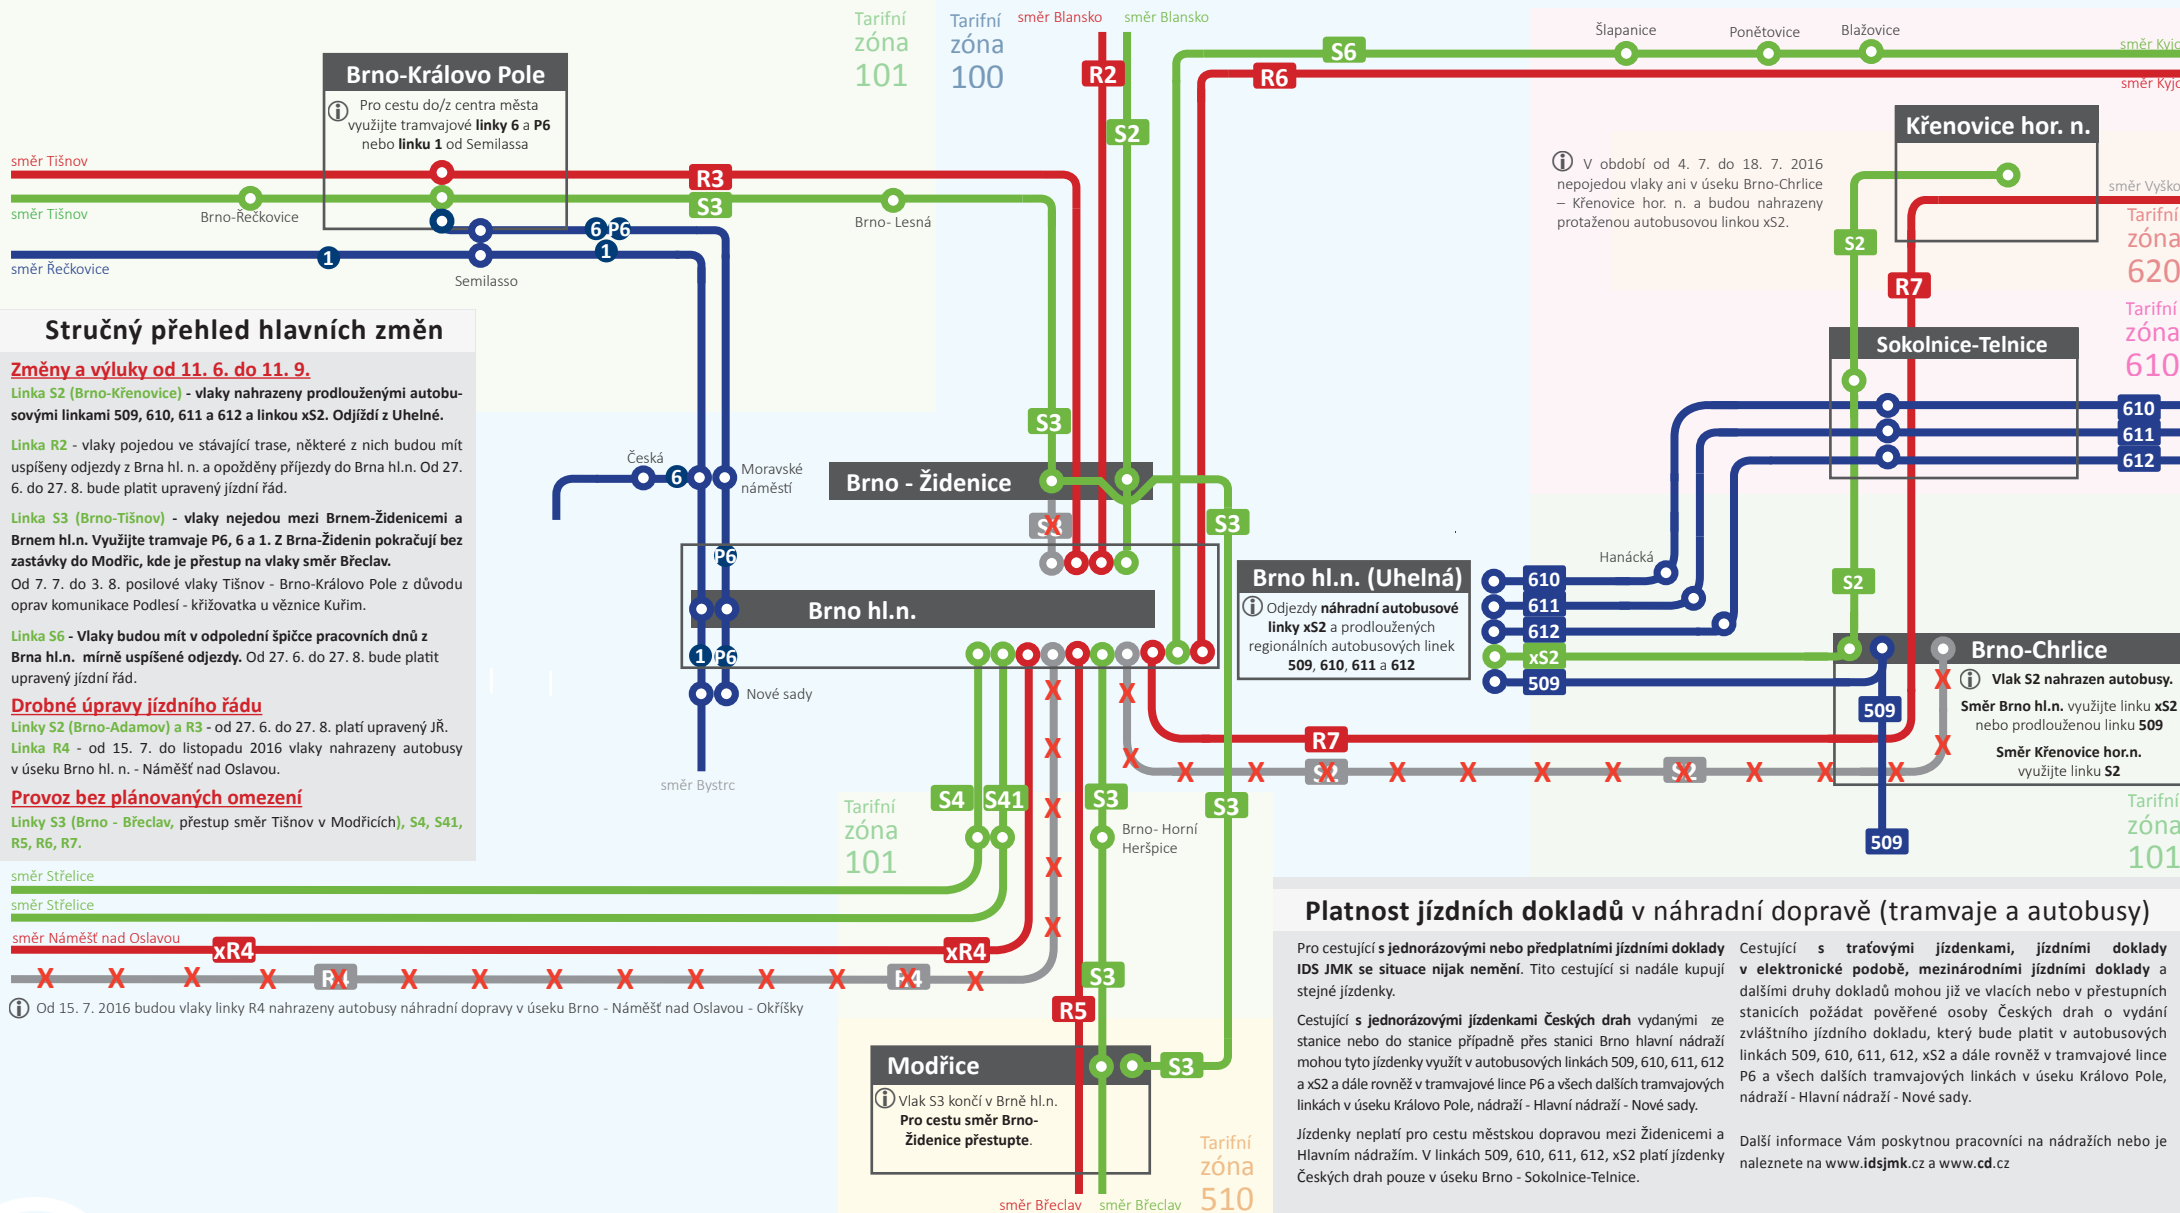 Tarifní
zóna
101
Tarifní
zóna
100
směr Blansko
směr Blansko
R2
S2
S6
R6
Šlapanice
Ponětovice
Blažovice
Brno-Královo Pole
Pro cestu do/z centra města
využijte tramvajové linky 6 a P6
nebo linku 1 od Semilassa
směr Tišnov
směr Tišnov
Brno-Řečkovice
R3
S3
Brno- Lesná
6 P6
1
1
směr Řečkovice
Semilasso
Křenovice hor. n.
V období od 4. 7. do 18. 7. 2016
nepojedou vlaky ani v úseku Brno-Chrlice
– Křenovice hor. n. a budou nahrazeny
protaženou autobusovou linkou xS2.
S2
R7
Tarifní
zóna
620
Tarifní
zóna
610
Sokolnice-Telnice
610
611
612
Stručný přehled hlavních změn
Změny a výluky od 11. 6. do 11. 9.
Linka S2 (Brno-Křenovice) - vlaky nahrazeny prodlouženými autobu-
sovými linkami 509, 610, 611 a 612 a linkou xS2. Odjíždí z Uhelné.
Linka R2 - vlaky pojedou ve stávající trase, některé z nich budou mít
uspíšeny odjezdy z Brna hl. n. a opožděny příjezdy do Brna hl.n. Od 27.
6. do 27. 8. bude platit upravený jízdní řád.
Linka S3 (Brno-Tišnov) - vlaky nejedou mezi Brnem-Židenicemi a
Brnem hl.n. Využijte tramvaje P6, 6 a 1. Z Brna-Židenin pokračují bez
zastávky do Modřic, kde je přestup na vlaky směr Břeclav.
Od 7. 7. do 3. 8. posilové vlaky Tišnov - Brno-Královo Pole z důvodu
oprav komunikace Podlesí - křižovatka u věznice Kuřim.
Linka S6 - Vlaky budou mít v odpolední špičce pracovních dnů z
Brna hl.n. mírně uspíšené odjezdy. Od 27. 6. do 27. 8. bude platit
upravený jízdní řád.
Drobné úpravy jízdního řádu
Linky S2 (Brno-Adamov) a R3 - od 27. 6. do 27. 8. platí upravený JŘ.
Linka R4 - od 15. 7. do listopadu 2016 vlaky nahrazeny autobusy
v úseku Brno hl. n. - Náměšť nad Oslavou.
Provoz bez plánovaných omezení
Linky S3 (Brno - Břeclav, přestup směr Tišnov v Modřicích), S4, S41,
R5, R6, R7.
Česká
6
Moravské
náměstí
S3
Brno - Židenice
S3
P6
Brno hl.n.
1 P6
Nové sady
směr Bystrc
Brno hl.n. (Uhelná)
Odjezdy náhradní autobusové
linky xS2 a prodloužených
regionálních autobusových linek
509, 610, 611 a 612
Hanácká
610
611
612
xS2
509
S2
Brno-Chrlice
Vlak S2 nahrazen autobusy.
Směr Brno hl.n. využijte linku xS2
nebo prodlouženou linku 509
Směr Křenovice hor.n.
využijte linku S2
509
509
R7
S2
S2
Tarifní
zóna
101
Tarifní
zóna
101
S4
S41
S3
S3
Brno- Horní
Heršpice
směr Střelice
směr Střelice
směr Náměšť nad Oslavou
xR4
xR4
R4
R4
Od 15. 7. 2016 budou vlaky linky R4 nahrazeny autobusy náhradní dopravy v úseku Brno - Náměšť nad Oslavou - Okříšky
S3
R5
Modřice
S3
Vlak S3 končí v Brně hl.n.
Pro cestu směr Brno-
Židenice přestupte.
Tarifní
zóna
510
směr Břeclav
směr Břeclav
Platnost jízdních dokladů v náhradní dopravě (tramvaje a autobusy)
Pro cestující s jednorázovými nebo předplatními jízdními doklady
IDS JMK se situace nijak nemění. Tito cestující si nadále kupují
stejné jízdenky.
Cestující s jednorázovými jízdenkami Českých drah vydanými ze
stanice nebo do stanice případně přes stanici Brno hlavní nádraží
mohou tyto jízdenky využít v autobusových linkách 509, 610, 611, 612
a xS2 a dále rovněž v tramvajové lince P6 a všech dalších tramvajových
linkách v úseku Královo Pole, nádraží - Hlavní nádraží - Nové sady.
Jízdenky neplatí pro cestu městskou dopravou mezi Židenicemi a
Hlavním nádražím. V linkách 509, 610, 611, 612, xS2 platí jízdenky
Českých drah pouze v úseku Brno - Sokolnice-Telnice.
Cestující s traťovými jízdenkami, jízdními doklady
v elektronické podobě, mezinárodními jízdními doklady a
dalšími druhy dokladů mohou již ve vlacích nebo v přestupních
stanicích požádat pověřené osoby Českých drah o vydání
zvláštního jízdního dokladu, který bude platit v autobusových
linkách 509, 610, 611, 612, xS2 a dále rovněž v tramvajové lince
P6 a všech dalších tramvajových linkách v úseku Královo Pole,
nádraží - Hlavní nádraží - Nové sady.
Další informace Vám poskytnou pracovníci na nádražích nebo je
naleznete na www.idsjmk.cz a www.cd.cz